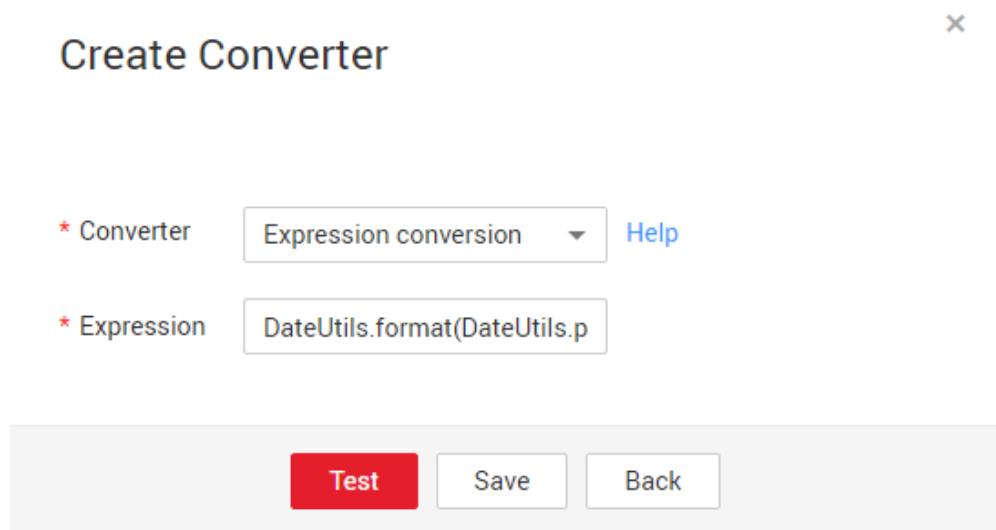 Create Converter
* Converter Expression conversion Help
* Expression DateUtils.format(DateUtils.p
Test Save Back